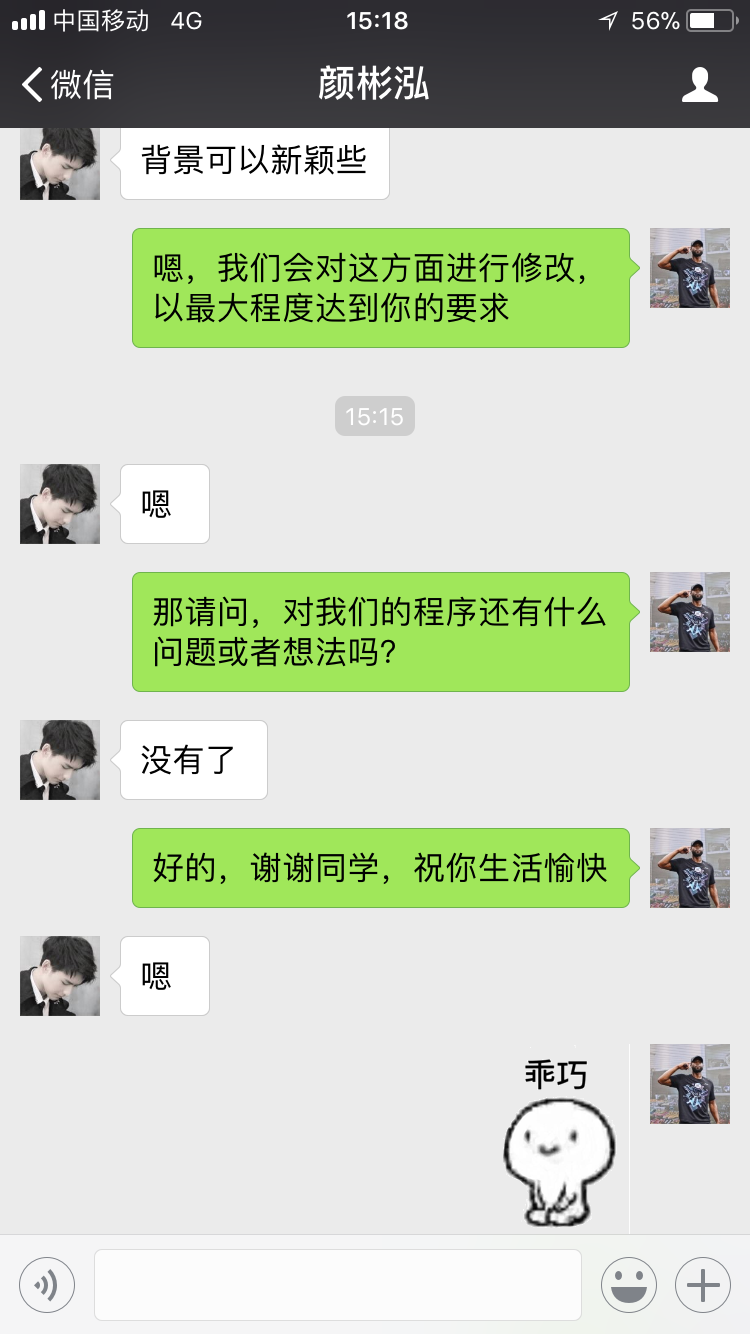 中国移动 4G 15:18 56%
微信 颜彬泓
背景可以新颖些
嗯，我们会对这方面进行修改，
以最大程度达到你的要求
15:15
嗯
那请问，对我们的程序还有什么
问题或者想法吗？
没有了
好的，谢谢同学，祝你生活愉快
嗯
乖巧